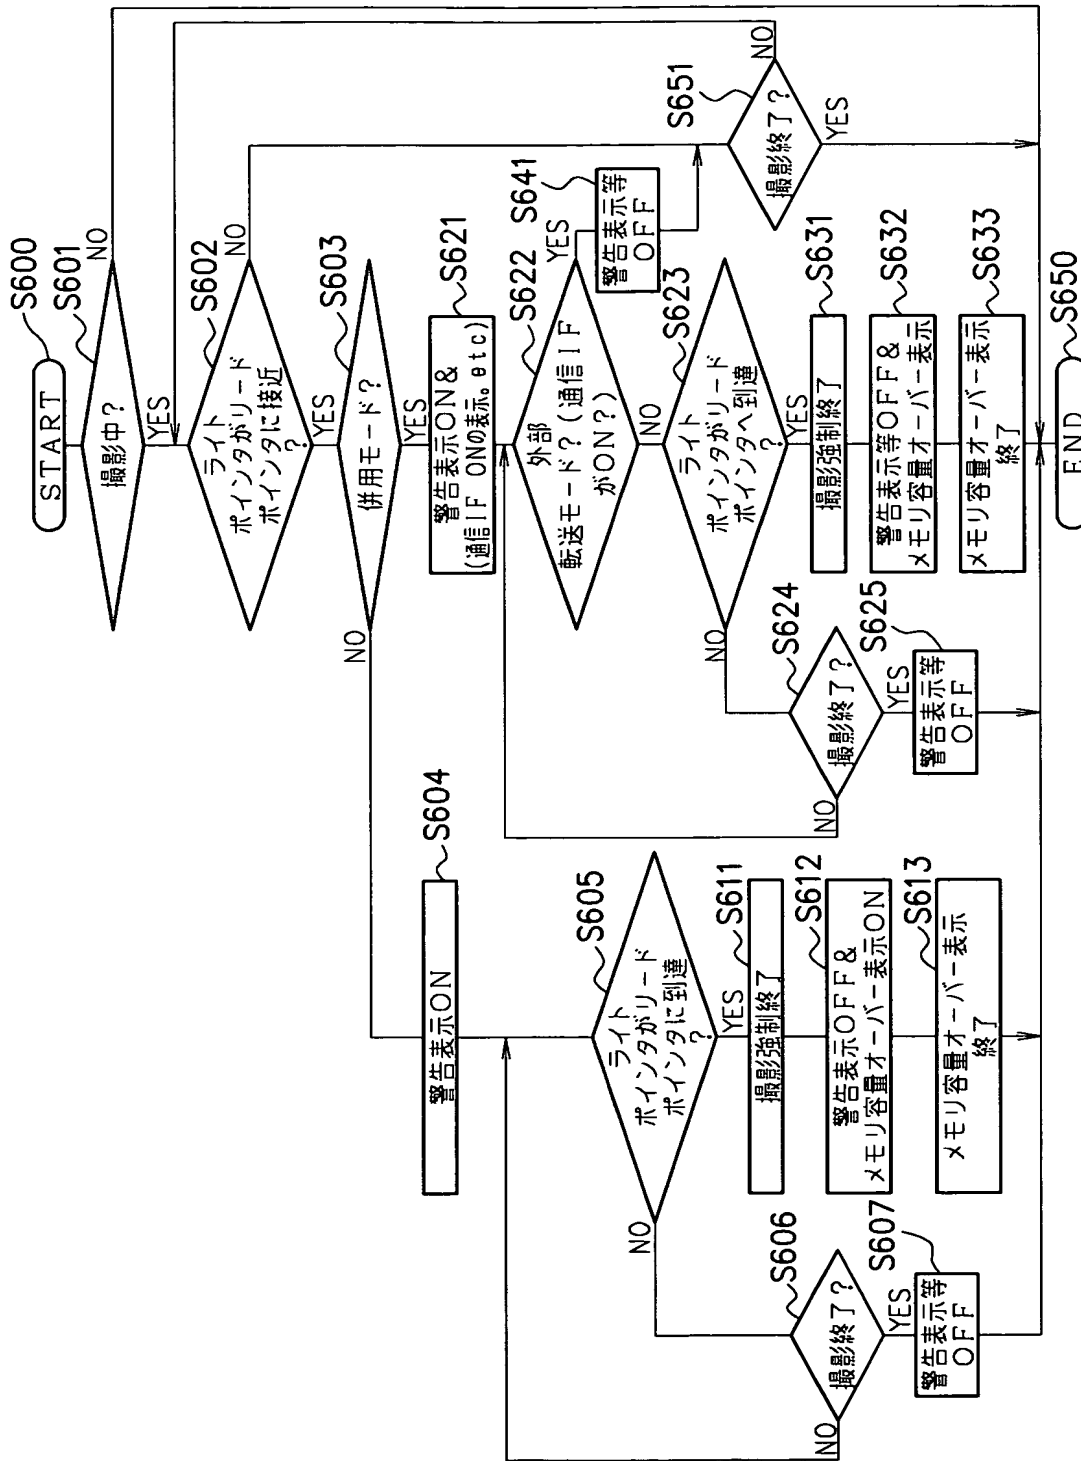 START
S600
撮影中?
S601
NO
YES
ライト
ポインタがリード
ポインタに接近
?
S602
NO
YES
併用モード?
S603
NO
YES
警告表示ON
S604
ライト
ポインタがリード
ポインタに到達
?
S605
NO
YES
撮影終了?
S606
NO
YES
警告表示等
OFF
S607
撮影強制終了
S611
警告表示OFF&
メモリ容量オーバー表示ON
S612
メモリ容量オーバー表示
終了
S613
警告表示ON&
(通信IF ONの表示。etc)
S621
外部
転送モード?(通信IF
がON?)
S622
YES
NO
警告表示等
OFF
S641
ライト
ポインタがリード
ポインタへ到達
?
S623
NO
YES
撮影終了?
S624
NO
YES
警告表示等
OFF
S625
撮影強制終了
S631
警告表示等OFF&
メモリ容量オーバー表示
S632
メモリ容量オーバー表示
終了
S633
撮影終了?
S651
NO
YES
END
S650